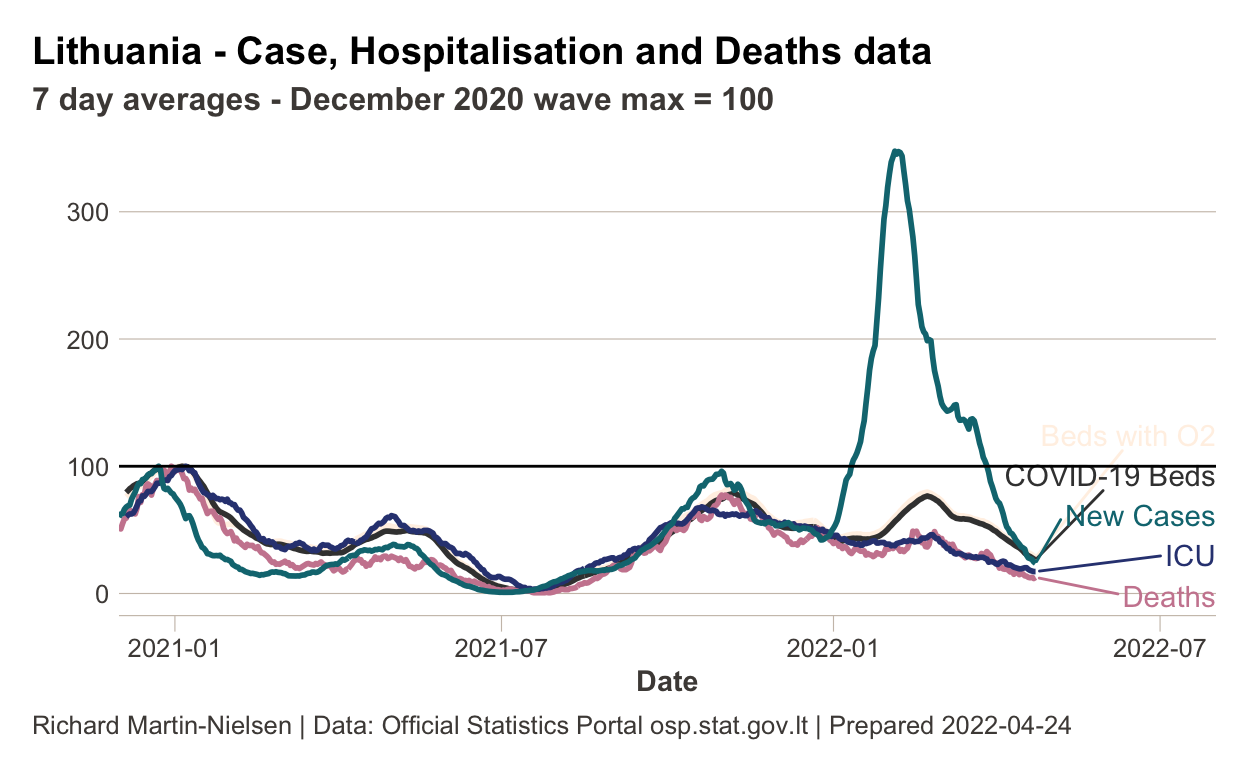 Lithuania - Case, Hospitalisation and Deaths data
7 day averages - December 2020 wave max = 100
300
200
Beds with O2
100
COVID-19 Beds
New Cases
ICU
0
Deaths
2021-01
2021-07
2022-01
2022-07
Date
Richard Martin-Nielsen | Data: Official Statistics Portal osp.stat.gov.lt | Prepared 2022-04-24